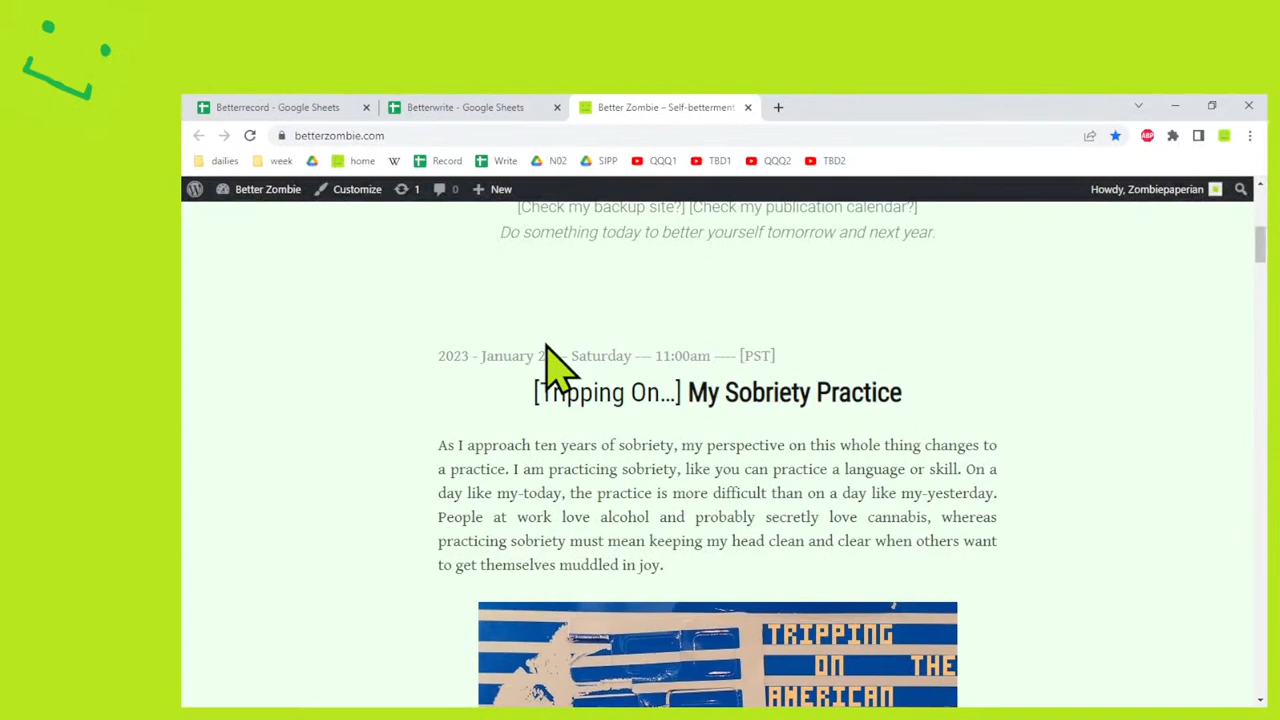 Betterrecord - Google Sheets
Betterwrite - Google Sheets
Better Zombie – Self-betterment
betterzombie.com
ABP
dailies week home W Record Write N02 SIPP QQQ1 TBD1 QQQ2 TBD2
Better Zombie Customize 1 0 New Howdy, Zombiepaperian
[Check my backup site?] [Check my publication calendar?]
Do something today to better yourself tomorrow and next year.
2023 - January 2 - Saturday –– 11:00am ––- [PST]
[Tripping On...] My Sobriety Practice
As I approach ten years of sobriety, my perspective on this whole thing changes to
a practice. I am practicing sobriety, like you can practice a language or skill. On a
day like my-today, the practice is more difficult than on a day like my-yesterday.
People at work love alcohol and probably secretly love cannabis, whereas
practicing sobriety must mean keeping my head clean and clear when others want
to get themselves muddled in joy.
TRIPPING
ON THE
AMERICAN